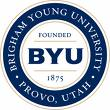 BRIGHAM YOUNG UNIVERSITY
FOUNDED
BYU
1875
PROVO, UTAH